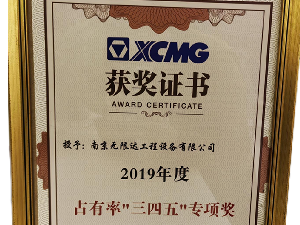 XCMG
获奖证书
AWARD CERTIFICATE
授予：南京无限达工程设备有限公司
2019年度
占有率"三四五"专项奖